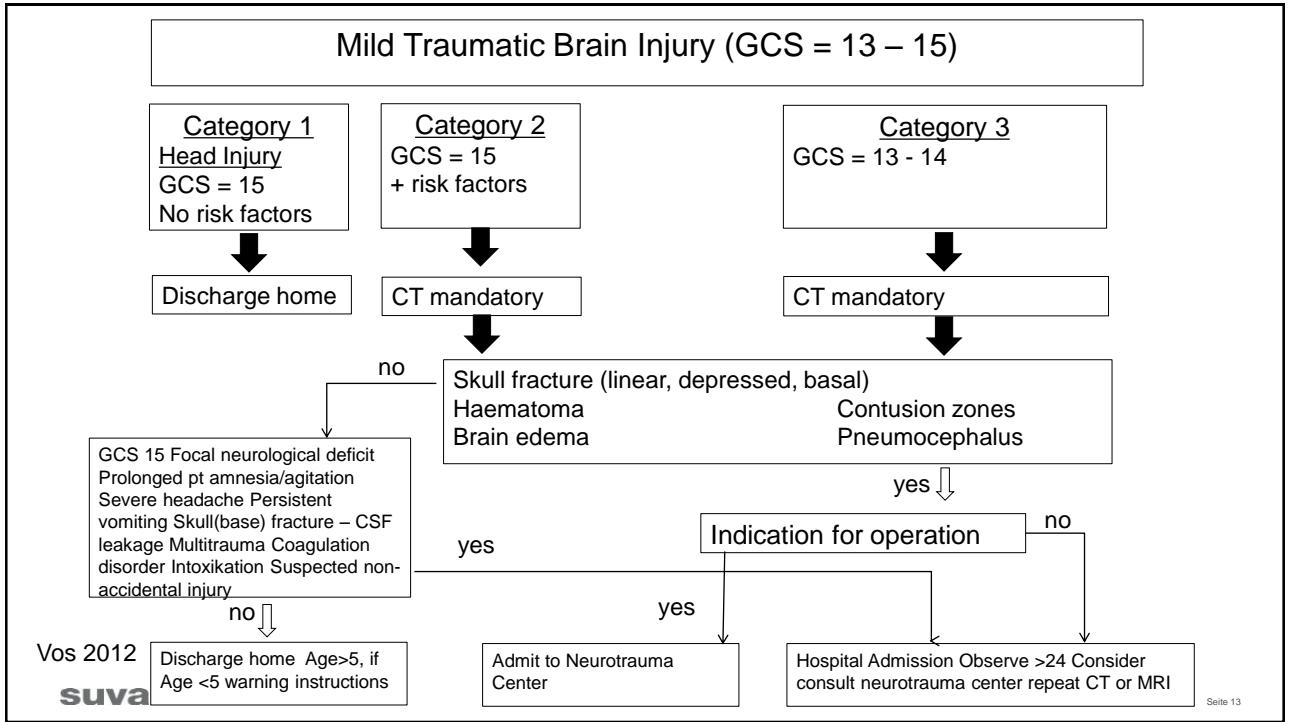 Mild Traumatic Brain Injury (GCS = 13 – 15)
Category 1
Head Injury
GCS = 15
No risk factors
Category 2
GCS = 15
+ risk factors
Category 3
GCS = 13 - 14
Discharge home
CT mandatory
CT mandatory
no
Skull fracture (linear, depressed, basal)
Haematoma Contusion zones
Brain edema Pneumocephalus
GCS 15 Focal neurological deficit
Prolonged pt amnesia/agitation
Severe headache Persistent
vomiting Skull(base) fracture – CSF
leakage Multitrauma Coagulation
disorder Intoxikation Suspected non-
accidental injury
yes
Indication for operation
no
yes
no
yes
Vos 2012
Discharge home Age>5, if
Age <5 warning instructions
Admit to Neurotrauma
Center
Hospital Admission Observe >24 Consider
consult neurotrauma center repeat CT or MRI
suva
Seite 13